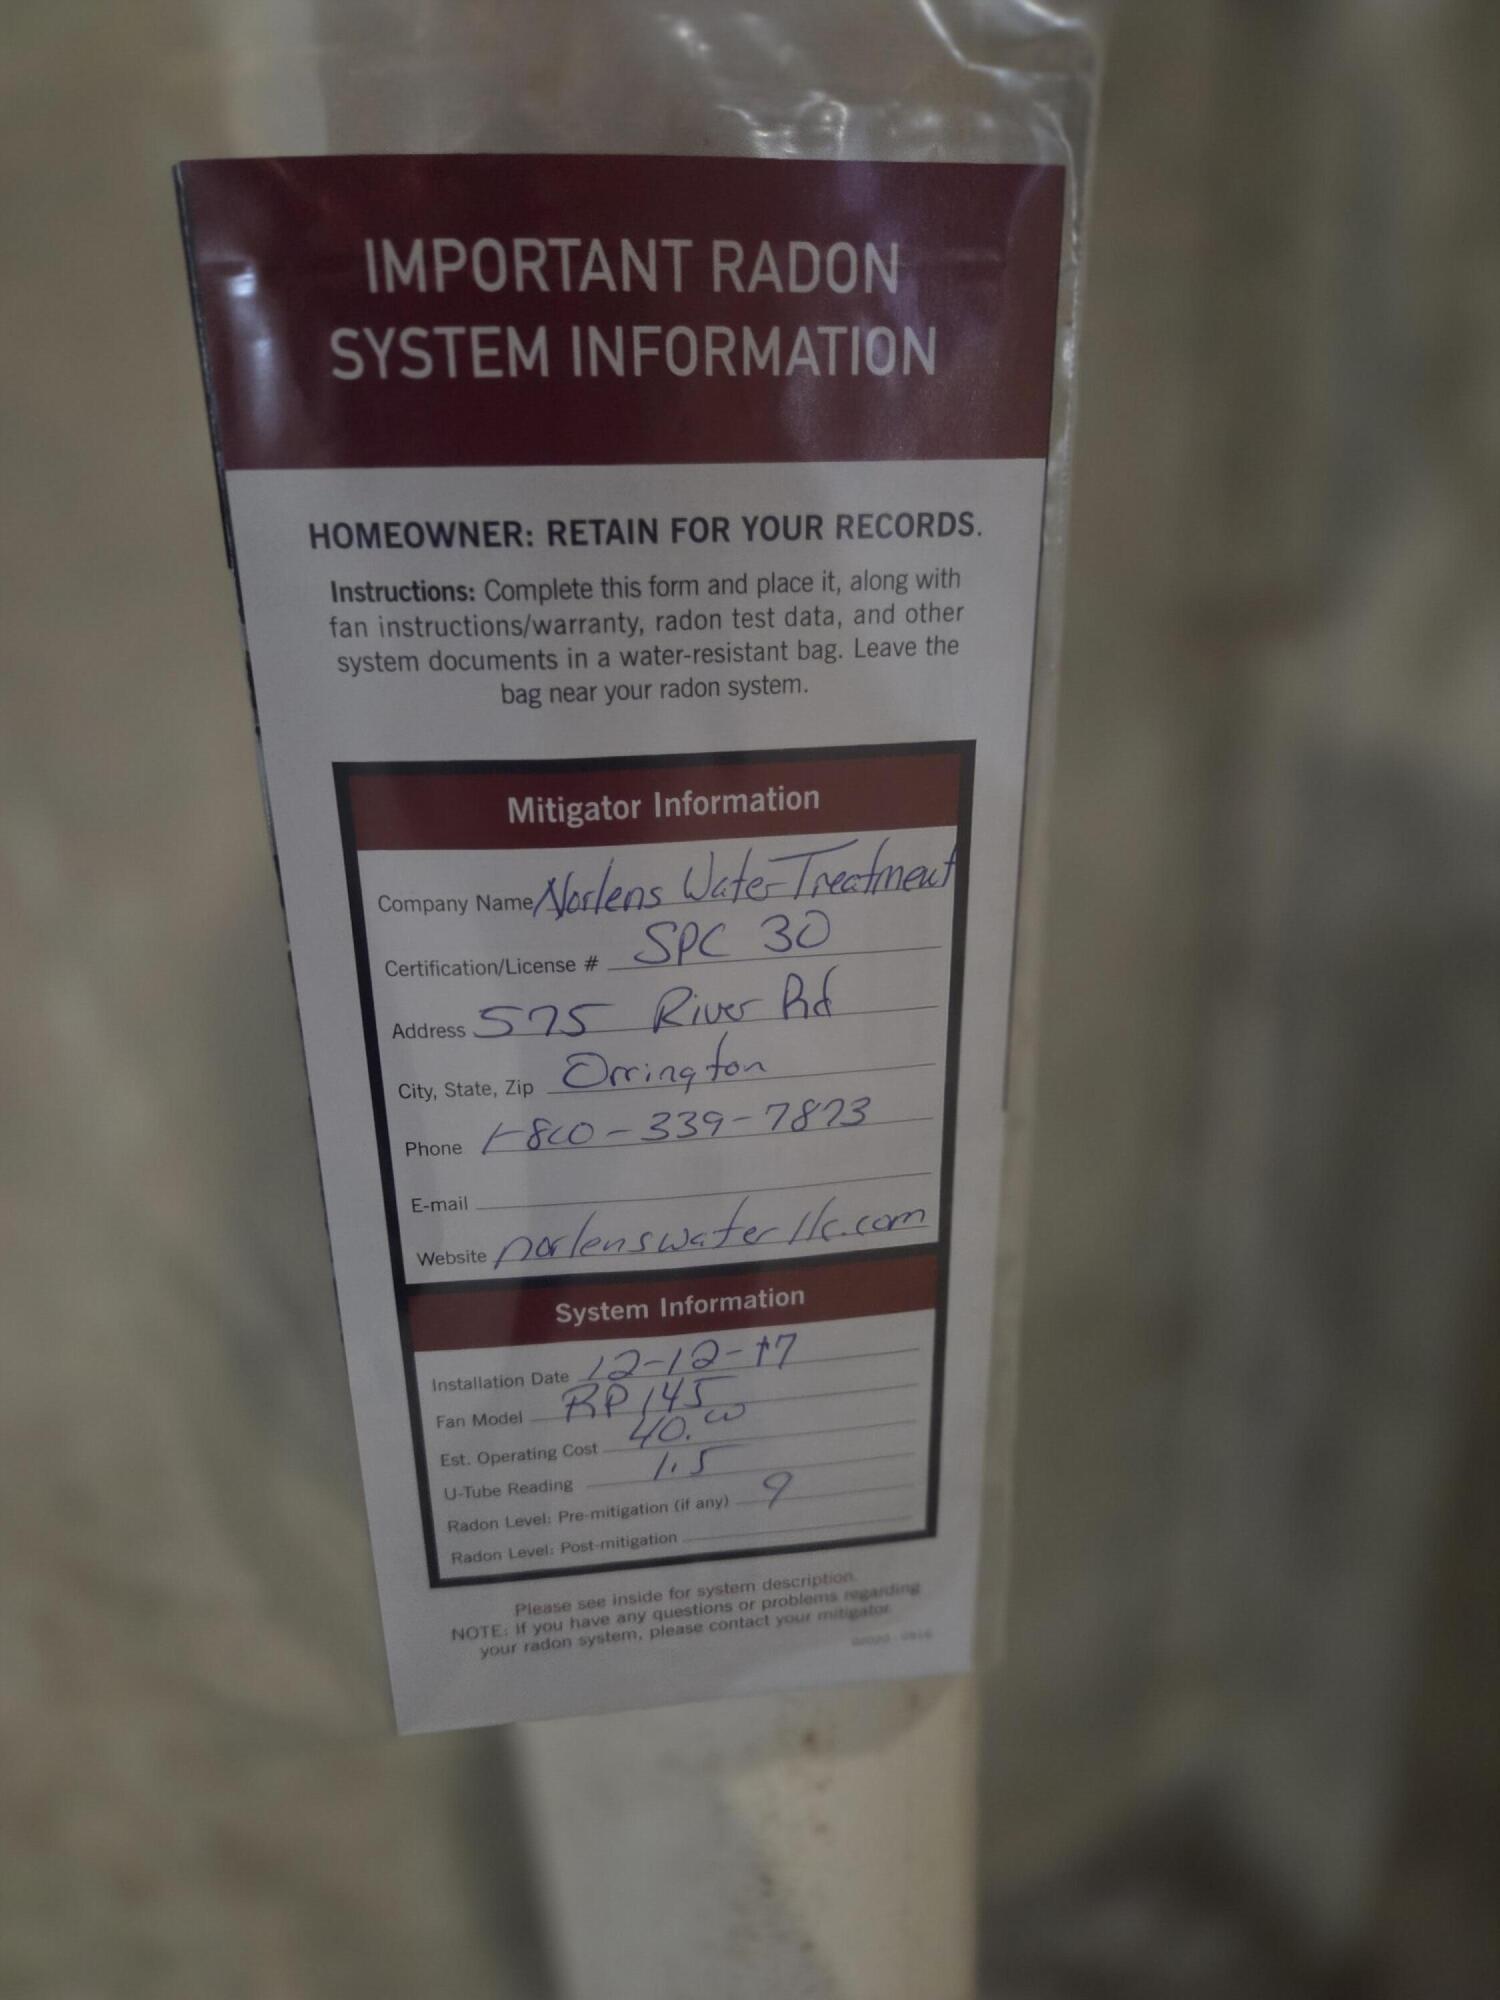 IMPORTANT RADON
SYSTEM INFORMATION
HOMEOWNER: RETAIN FOR YOUR RECORDS.
Instructions: Complete this form and place it, along with
fan instructions/warranty, radon test data, and other
system documents in a water-resistant bag. Leave the
bag near your radon system.
Mitigator Information
Company Name Norlens Water Treatment
Certification/License # SPC 30
Address 575 River Rd
City, State, Zip Orrington
Phone 1-800-339-7873
E-mail
Website norlenswaterllc.com
System Information
Installation Date 12-12-17
Fan Model RP145
Est. Operating Cost 40.00
U-Tube Reading 1.5
Radon Level: Pre-mitigation (if any) 9
Radon Level: Post-mitigation
Please see inside for system description.
NOTE: If you have any questions or problems regarding
your radon system, please contact your mitigator.